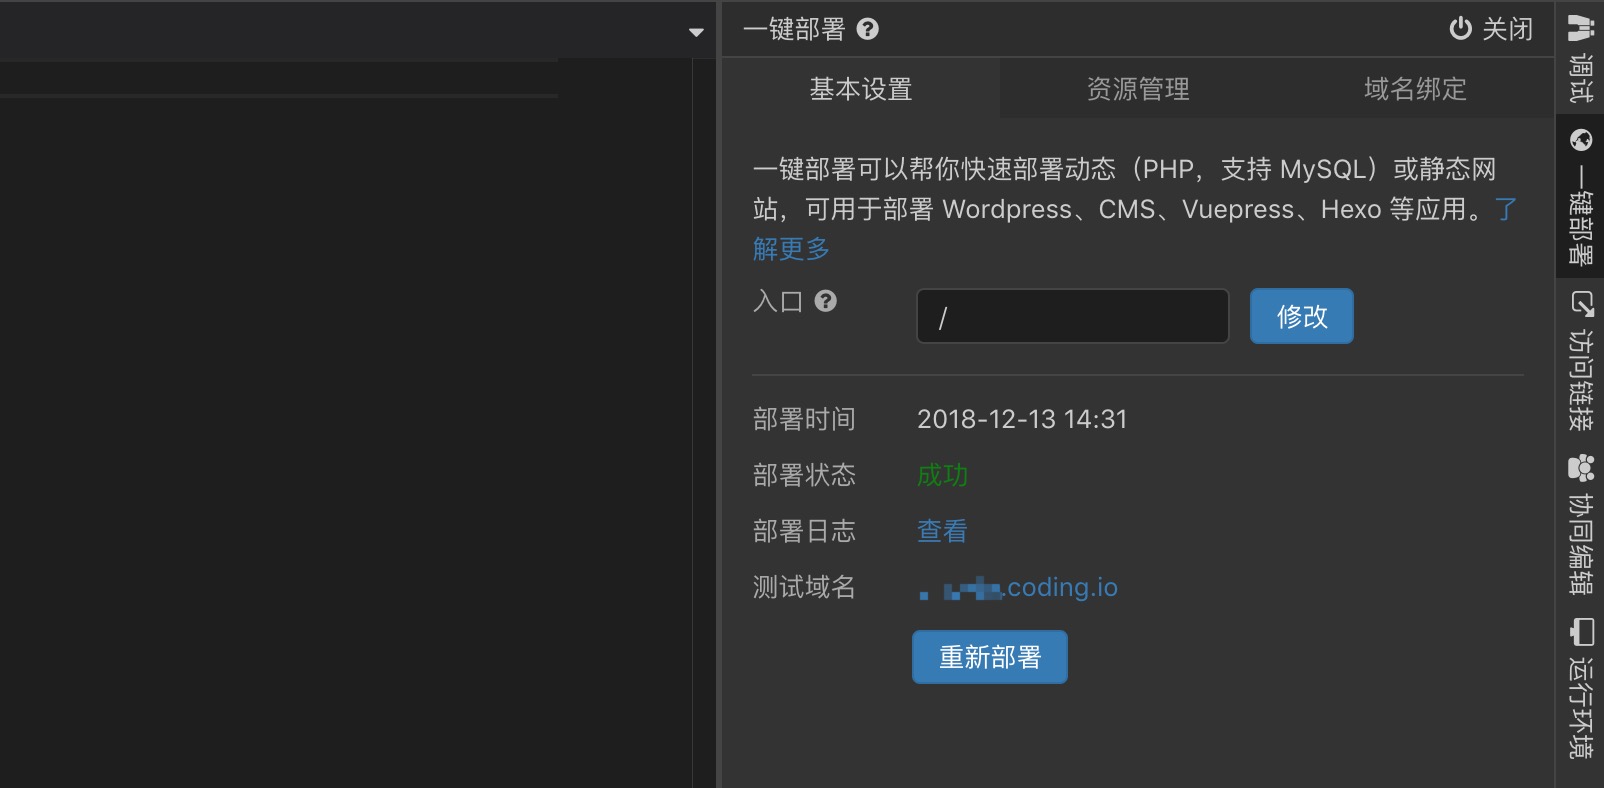 一键部署
关闭
基本设置 资源管理 域名绑定
一键部署可以帮你快速部署动态（PHP，支持 MySQL）或静态网
站，可用于部署 Wordpress、CMS、Vuepress、Hexo 等应用。了
解更多
入口
/
修改
部署时间 2018-12-13 14:31
部署状态 成功
部署日志 查看
测试域名 .coding.io
重新部署
调试
一键部署
访问链接
协同编辑
运行环境